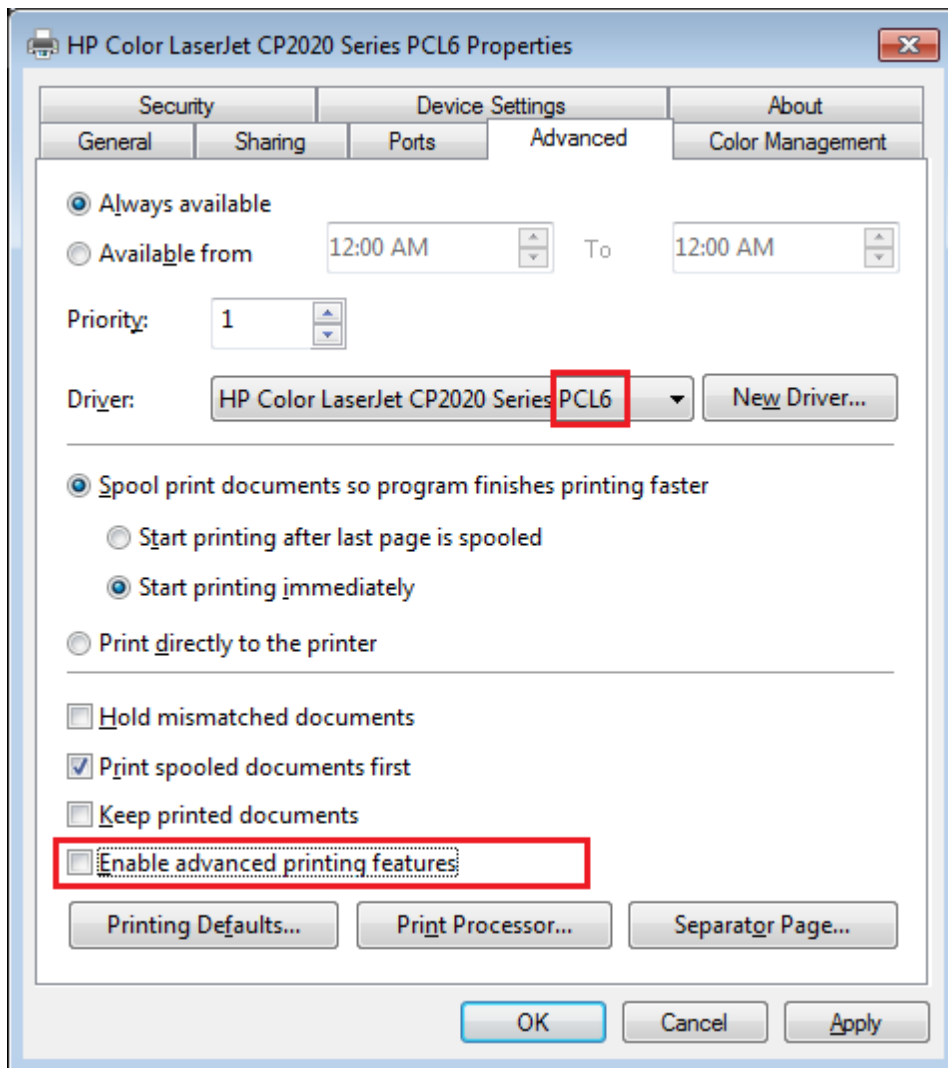 HP Color LaserJet CP2020 Series PCL6 Properties
Security Device Settings About
General Sharing Ports Advanced Color Management
Always available
Available from 12:00 AM To 12:00 AM
Priority: 1
Driver: HP Color LaserJet CP2020 Series PCL6 New Driver...
Spool print documents so program finishes printing faster
Start printing after last page is spooled
Start printing immediately
Print directly to the printer
Hold mismatched documents
Print spooled documents first
Keep printed documents
Enable advanced printing features
Printing Defaults... Print Processor... Separator Page...
OK Cancel Apply